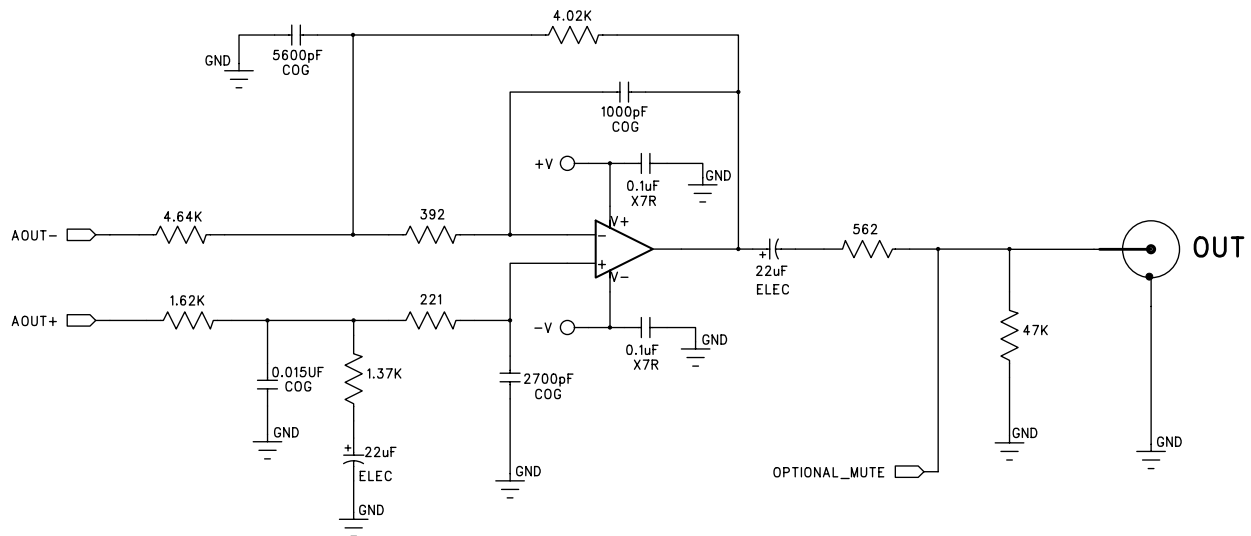 4.02K
GND
5600pF
COG
1000pF
COG
+V
0.1uF
X7R
GND
4.64K
392
AOUT-
V+
-
+
V-
562
OUT
+
22uF
ELEC
1.62K
221
AOUT+
-V
0.1uF
X7R
GND
47K
0.015UF
COG
1.37K
2700pF
COG
GND
+
22uF
ELEC
GND
GND
GND
GND
OPTIONAL_MUTE
GND